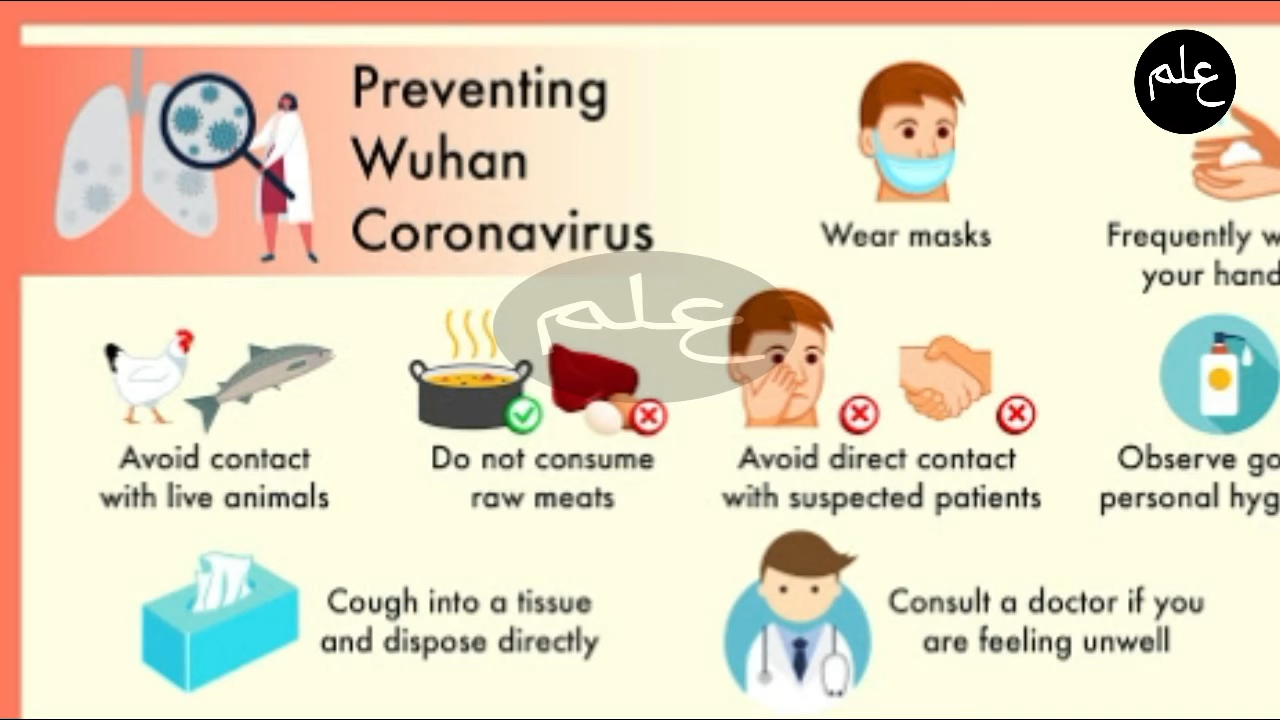 Preventing
Wuhan
Coronavirus
Wear masks
Frequently w
your hand
علم
علم
Avoid contact
with live animals
Do not consume
raw meats
Avoid direct contact
with suspected patients
Observe go
personal hyg
Cough into a tissue
and dispose directly
Consult a doctor if you
are feeling unwell